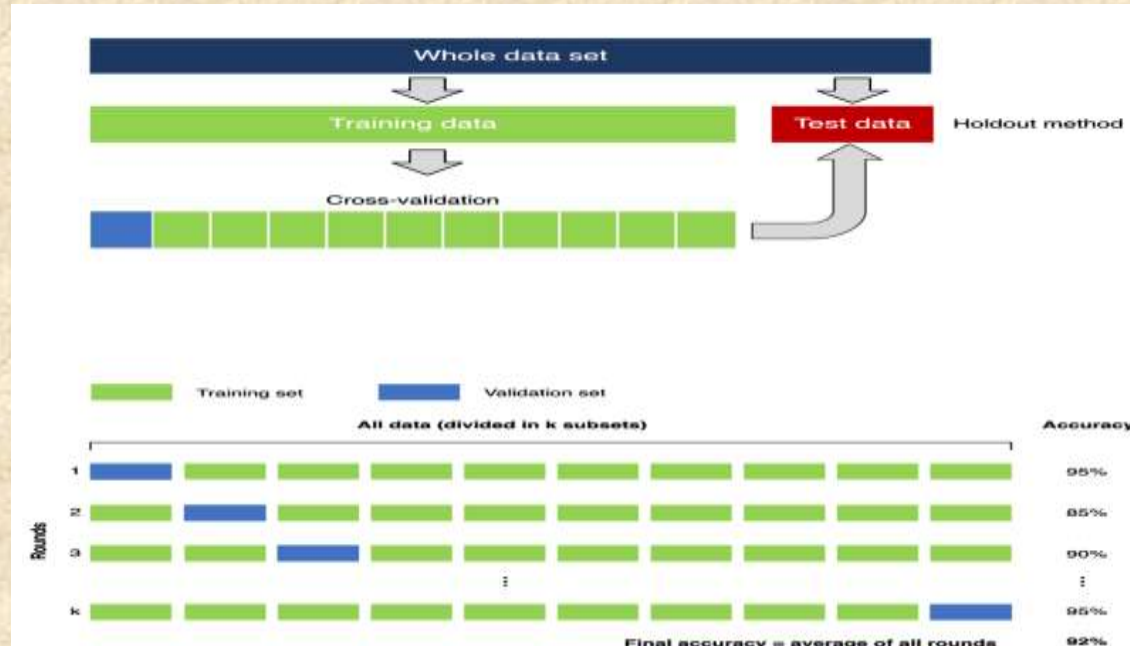 Whole data set
Training data
Test data
Holdout method
Cross-validation
Training set
Validation set
All data (divided in k subsets)
Accuracy
Rounds
1
95%
2
85%
3
90%
⋮
⋮
k
95%
Final accuracy = average of all rounds
92%